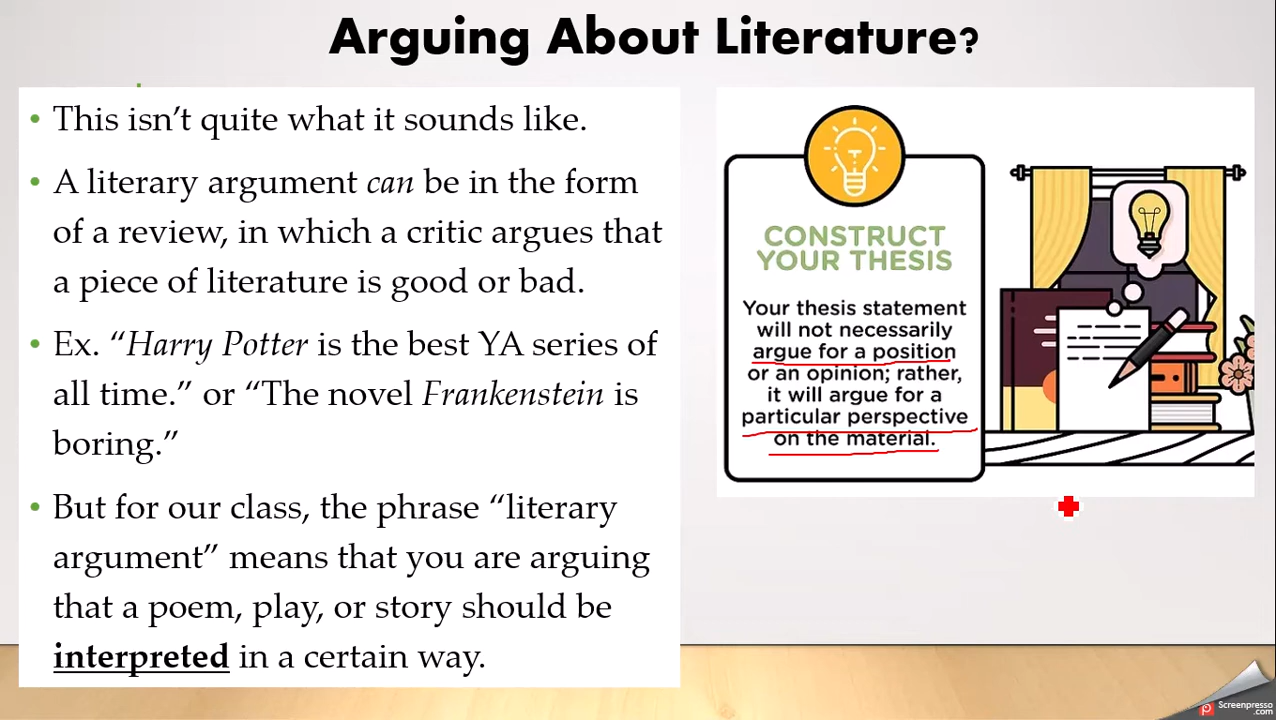 Arguing About Literature?
• This isn’t quite what it sounds like.
• A literary argument can be in the form
of a review, in which a critic argues that
a piece of literature is good or bad.
• Ex. “Harry Potter is the best YA series of
all time.” or “The novel Frankenstein is
boring.”
• But for our class, the phrase “literary
argument” means that you are arguing
that a poem, play, or story should be
interpreted in a certain way.
CONSTRUCT
YOUR THESIS
Your thesis statement
will not necessarily
argue for a position
or an opinion; rather,
it will argue for a
particular perspective
on the material.
Screenpresso
.com